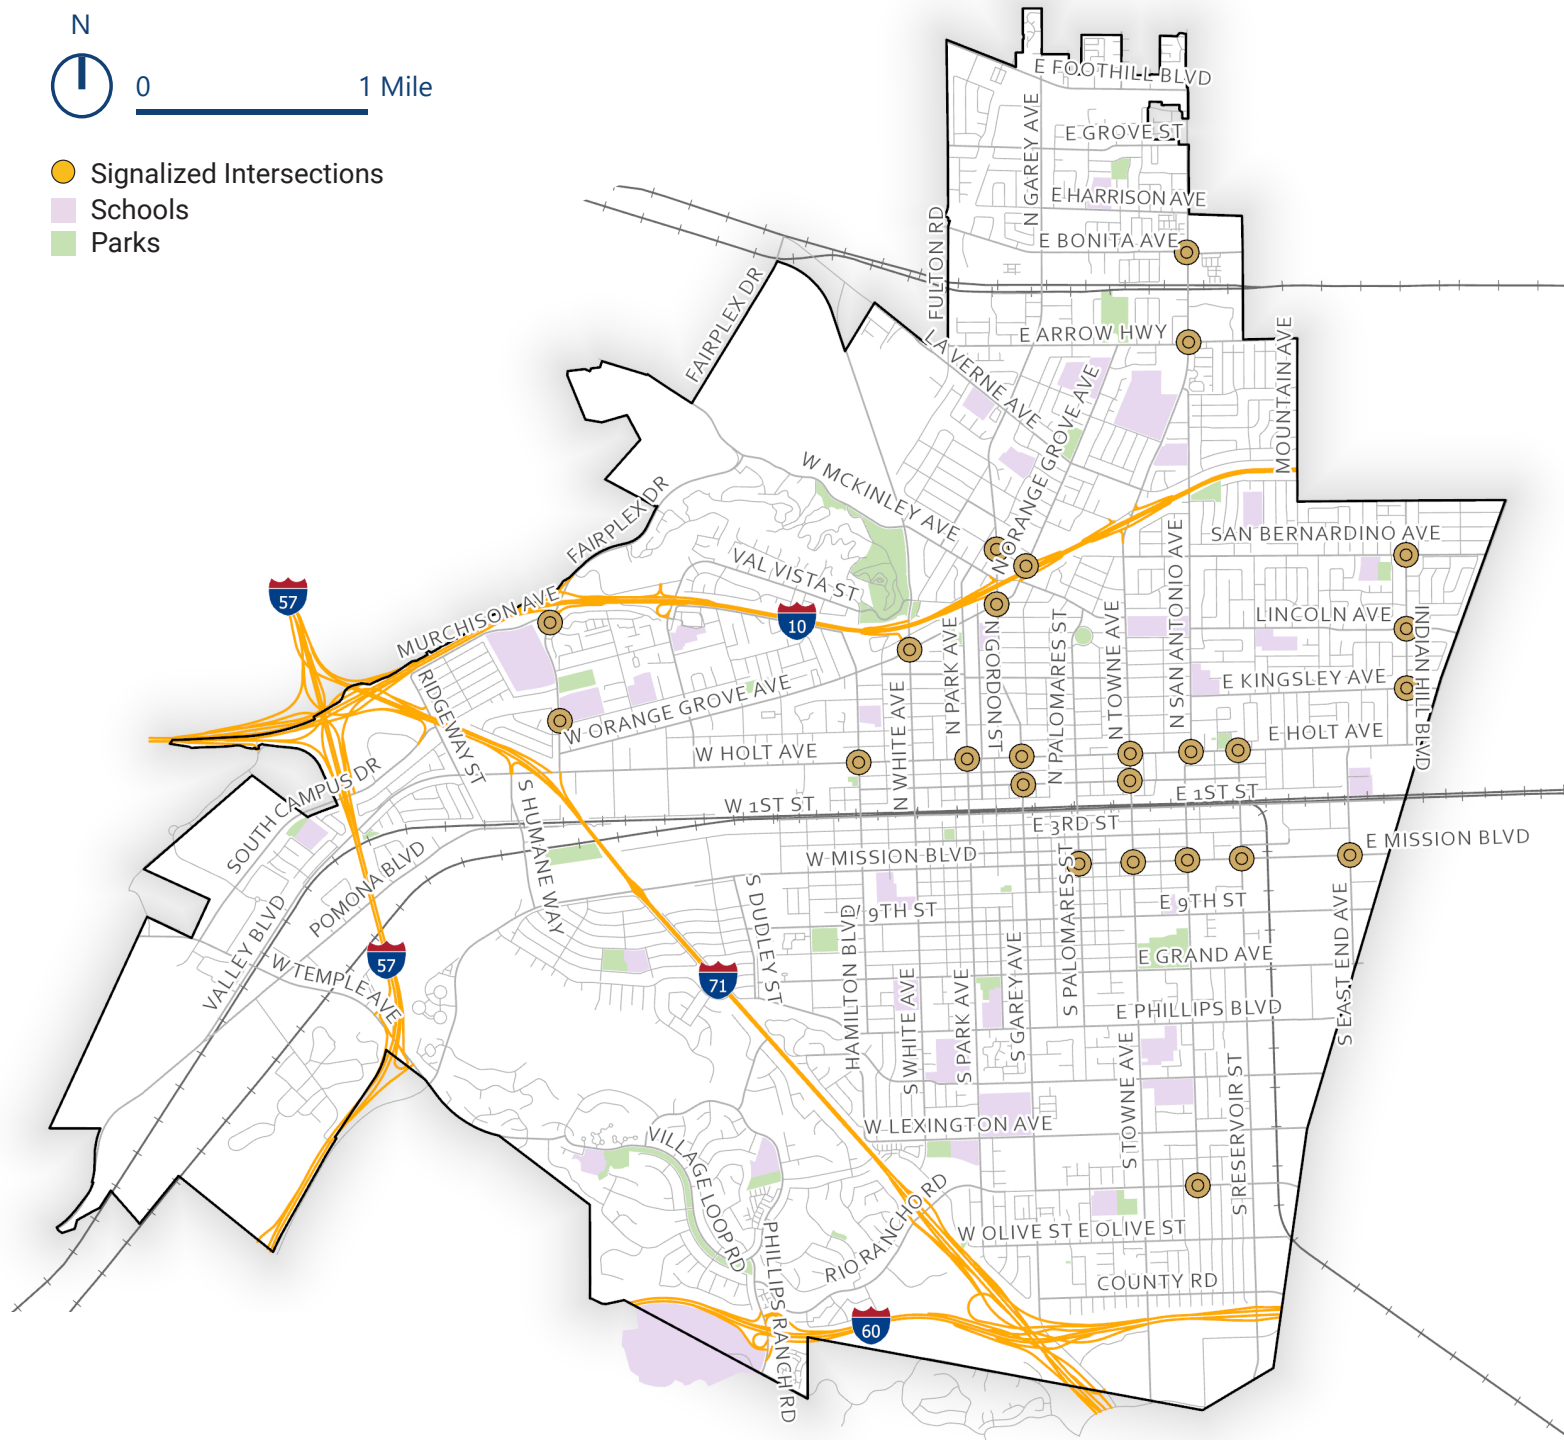 N
0 1 Mile
Signalized Intersections
Schools
Parks
E FOOTHILL BLVD
N GAREY AVE
E GROVE ST
E HARRISON AVE
FULTON RD
E BONITA AVE
FAIRPLEX DR
E ARROW HWY
LA VERNE AVE
MOUNTAIN AVE
N ORANGE GROVE AVE
W MCKINLEY AVE
FAIRPLEX DR
SAN BERNARDINO AVE
VAL VISTA ST
N SAN ANTONIO AVE
57
MURCHISON AVE
10
LINCOLN AVE
INDIAN HILL BLVD
N PARK AVE
N GORDON ST
N PALOMARES ST
N TOWNE AVE
RIDGEWAY ST
W ORANGE GROVE AVE
N WHITE AVE
E KINGSLEY AVE
W HOLT AVE
E HOLT AVE
SOUTH CAMPUS DR
S HUMANE WAY
W 1ST ST
E 1ST ST
E 3RD ST
POMONA BLVD
W MISSION BLVD
E MISSION BLVD
VALLEY BLVD
S DUDLEY ST
HAMILTON BLVD
W 9TH ST
S PALOMARES ST
E 9TH ST
S EAST END AVE
57
W TEMPLE AVE
71
S WHITE AVE
S PARK AVE
S GAREY AVE
E GRAND AVE
E PHILLIPS BLVD
S TOWNE AVE
S RESERVOIR ST
W LEXINGTON AVE
VILLAGE LOOP RD
RIO RANCHO RD
W OLIVE ST E OLIVE ST
PHILLIPS RANCH RD
COUNTY RD
60